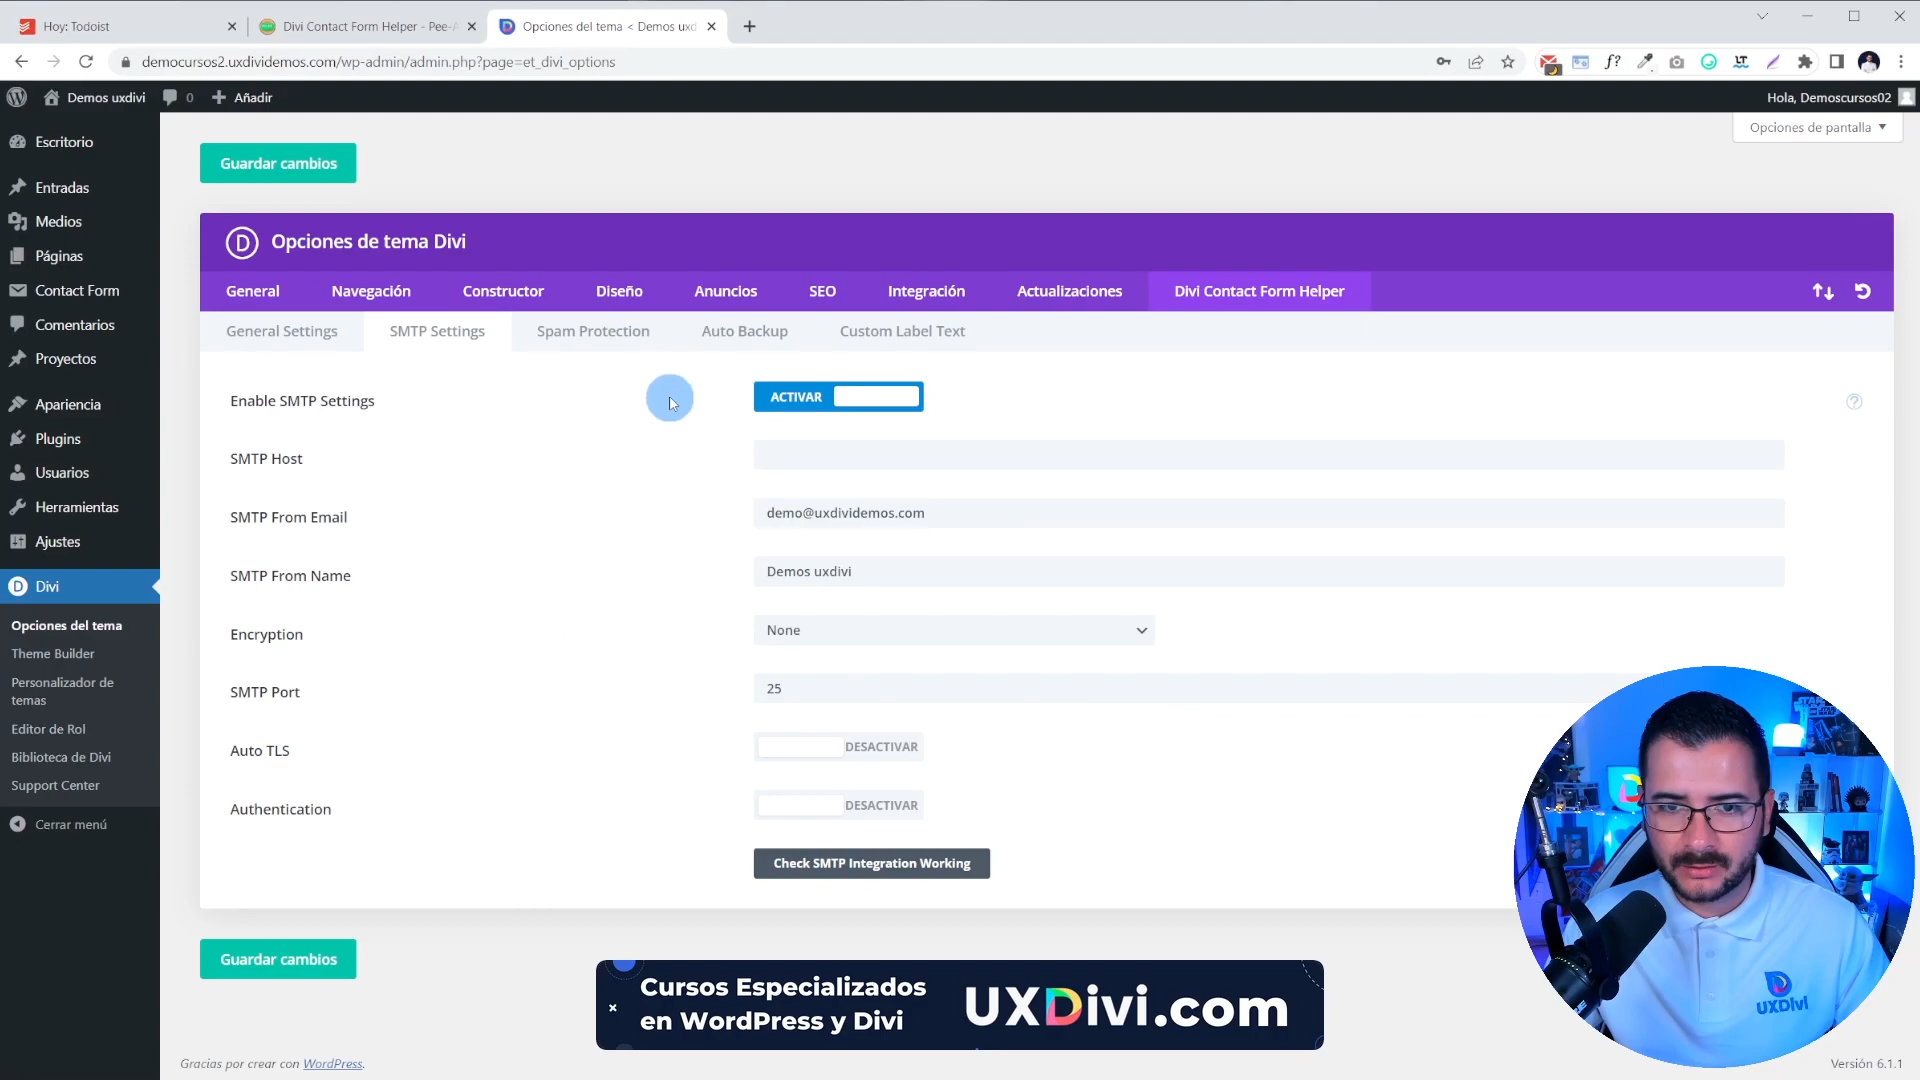 Hoy: Todoist
Divi Contact Form Helper - Pee-A
Opciones del tema < Demos uxd
democursos2.uxdividemos.com/wp-admin/admin.php?page=et_divi_options
Demos uxdivi
0
Añadir
Hola, Demoscursos02
Opciones de pantalla
Escritorio
Entradas
Medios
Páginas
Contact Form
Comentarios
Proyectos
Apariencia
Plugins
Usuarios
Herramientas
Ajustes
Divi
Opciones del tema
Theme Builder
Personalizador de
temas
Editor de Rol
Biblioteca de Divi
Support Center
Cerrar menú
Guardar cambios
D Opciones de tema Divi
General Navegación Constructor Diseño Anuncios SEO Integración Actualizaciones Divi Contact Form Helper
General Settings SMTP Settings Spam Protection Auto Backup Custom Label Text
Enable SMTP Settings ACTIVAR
SMTP Host
SMTP From Email demo@uxdividemos.com
SMTP From Name Demos uxdivi
Encryption None
SMTP Port 25
Auto TLS DESACTIVAR
Authentication DESACTIVAR
Check SMTP Integration Working
Guardar cambios
Cursos Especializados
en WordPress y Divi
UXDivi.com
UXDivi
Gracias por crear con WordPress.
Versión 6.1.1